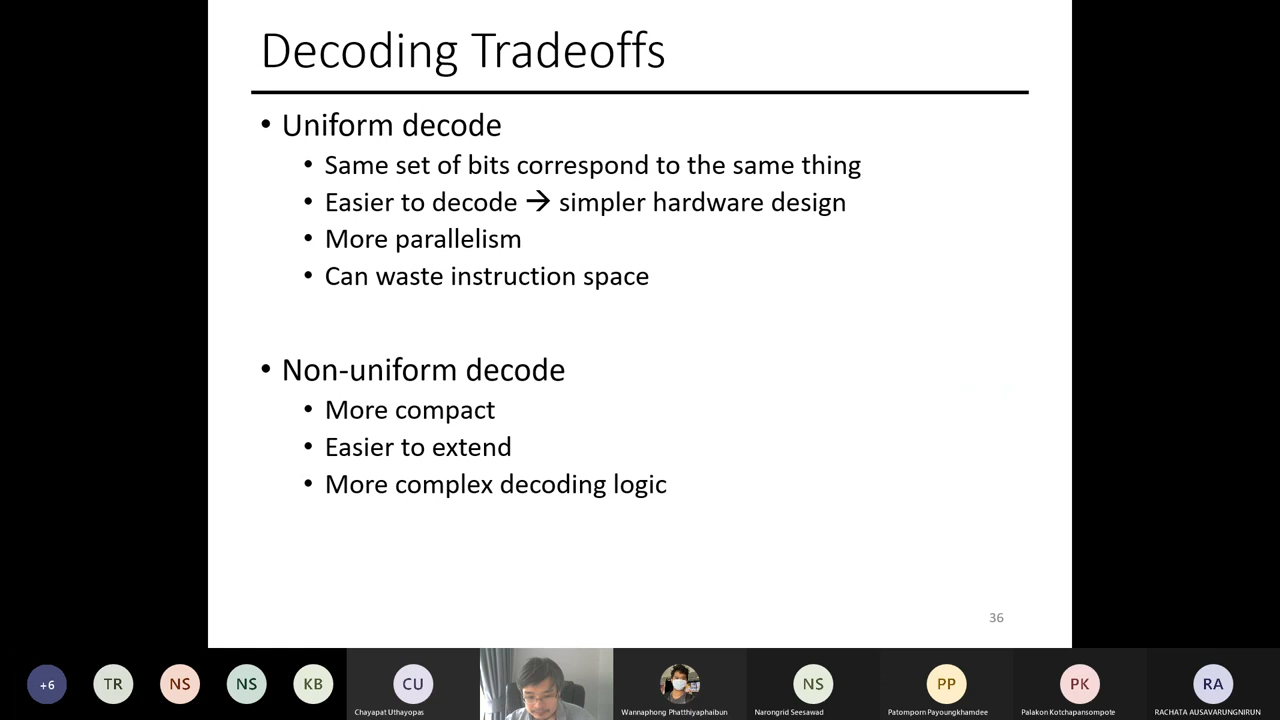 Decoding Tradeoffs
• Uniform decode
• Same set of bits correspond to the same thing
• Easier to decode → simpler hardware design
• More parallelism
• Can waste instruction space
• Non-uniform decode
• More compact
• Easier to extend
• More complex decoding logic
36
+6
TR
NS
NS
KB
CU
NS
PP
PK
RA
Chayapat Uthayopas
Wannaphong Phatthiyaphaibun
Narongrid Seesawad
Patomporn Payoungkhamdee
Palakon Kotchapansompote
RACHATA AUSAVARUNGNIRUN